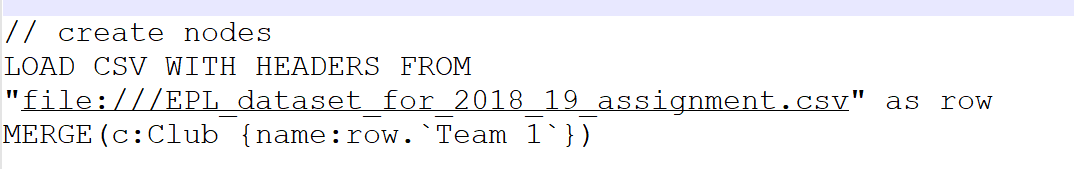 // create nodes
LOAD CSV WITH HEADERS FROM
"file:///EPL_dataset_for_2018_19_assignment.csv" as row
MERGE(c:Club {name:row.`Team 1`})